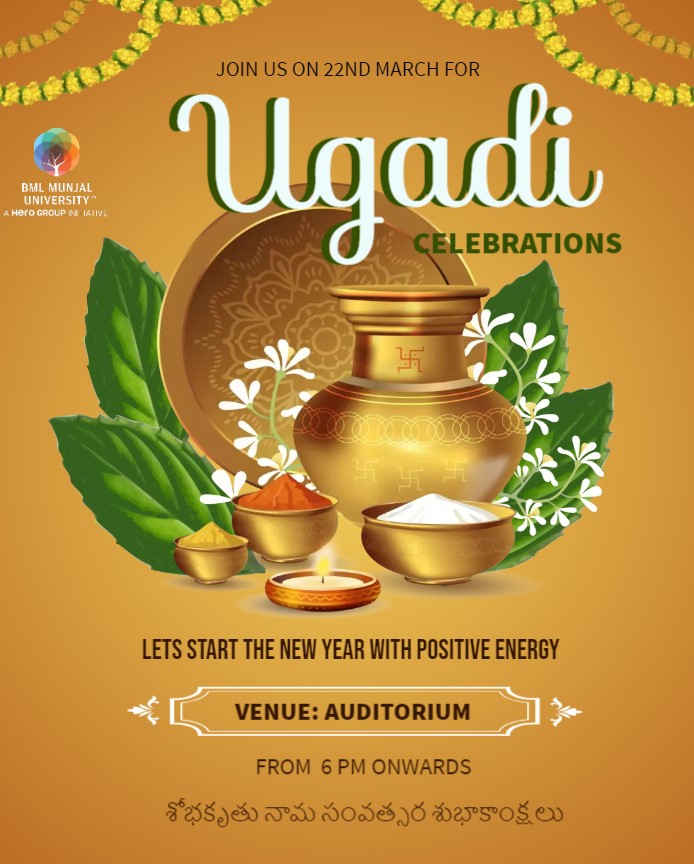 JOIN US ON 22ND MARCH FOR
Ugadi
CELEBRATIONS
BML MUNJAL
UNIVERSITY™
A Hero GROUP INITIATIVE
LETS START THE NEW YEAR WITH POSITIVE ENERGY
VENUE: AUDITORIUM
FROM 6 PM ONWARDS
శోభకృతు నామ సంవత్సర శుభాకాంక్షలు